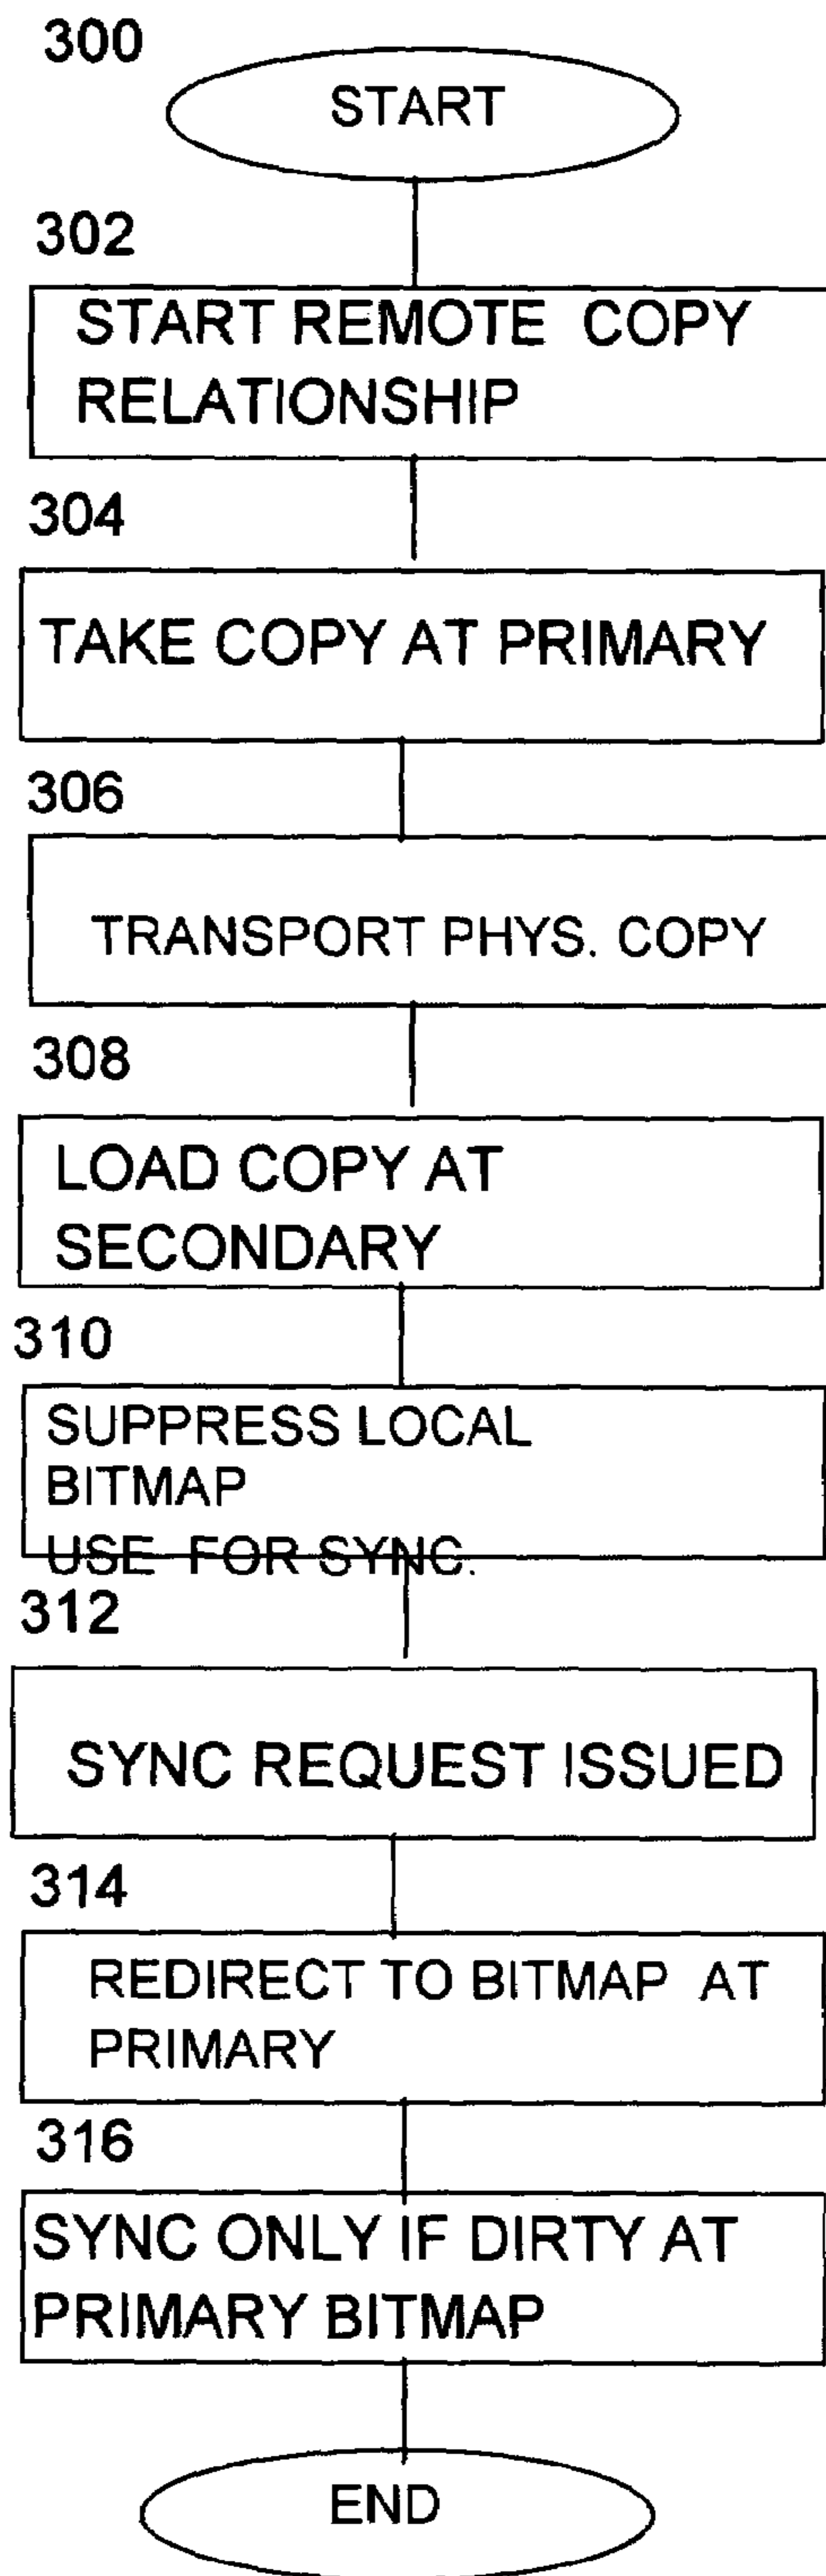 300
START
302
START REMOTE COPY
RELATIONSHIP
304
TAKE COPY AT PRIMARY
306
TRANSPORT PHYS. COPY
308
LOAD COPY AT
SECONDARY
310
SUPPRESS LOCAL
BITMAP
USE FOR SYNC.
312
SYNC REQUEST ISSUED
314
REDIRECT TO BITMAP AT
PRIMARY
316
SYNC ONLY IF DIRTY AT
PRIMARY BITMAP
END